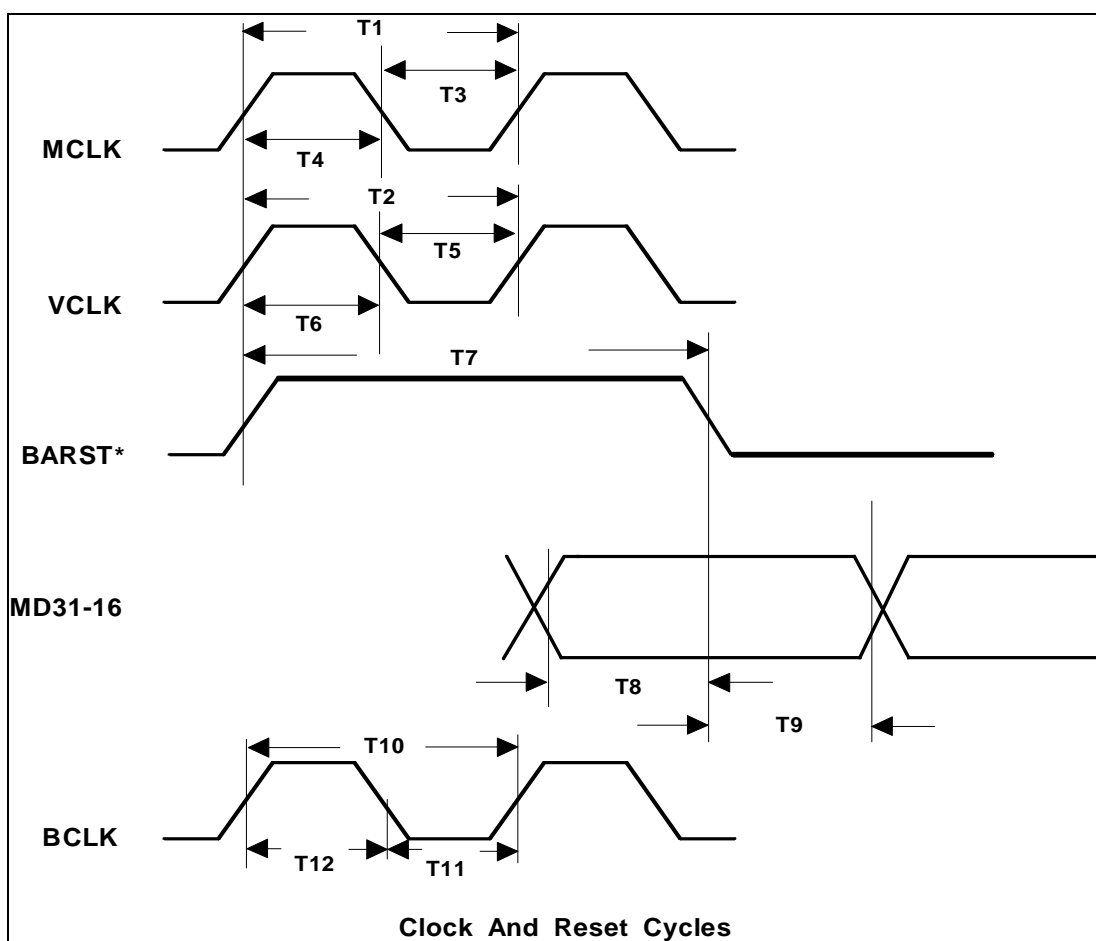 T1
T3
MCLK
T4
T2
T5
VCLK
T6
T7
BARST*
MD31-16
T8
T9
T10
BCLK
T12
T11
Clock And Reset Cycles